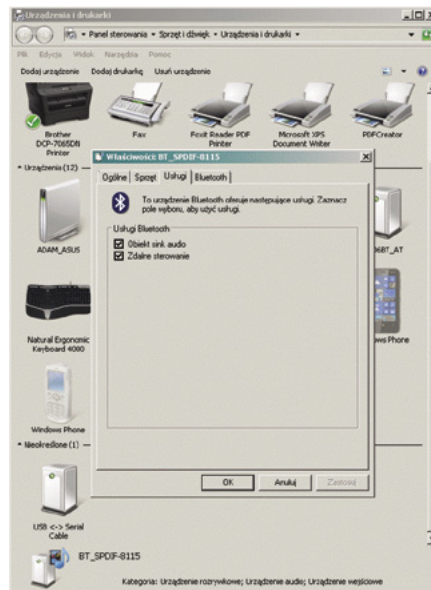 Urządzenia i drukarki
Panel sterowania
Sprzęt i dźwięk
Urządzenia i drukarki
Plik Edycja Widok Narzędzia Pomoc
Dodaj urządzenie Dodaj drukarkę Usuń urządzenie
Brother
DCP-7065DN
Printer
Fax
Foxit Reader PDF
Printer
Microsoft XPS
Document Writer
PDFCreator
Urządzenia (12)
Właściwości: BT_SPDIF-8115
Ogólne Sprzęt Usługi Bluetooth
To urządzenie Bluetooth oferuje następujące usługi. Zaznacz
pole wyboru, aby użyć usługi.
Usługi Bluetooth
Obiekt sink audio
Zdalne sterowanie
ADAM_ASUS
Natural Ergonomic
Keyboard 4000
ws Phone
Windows Phone
Nieokreślone (1)
OK Anuluj Zastosuj
USB <-> Serial
Cable
BT_SPDIF-8115
Kategoria: Urządzenie rozrywkowe; Urządzenie audio; Urządzenie wejściowe